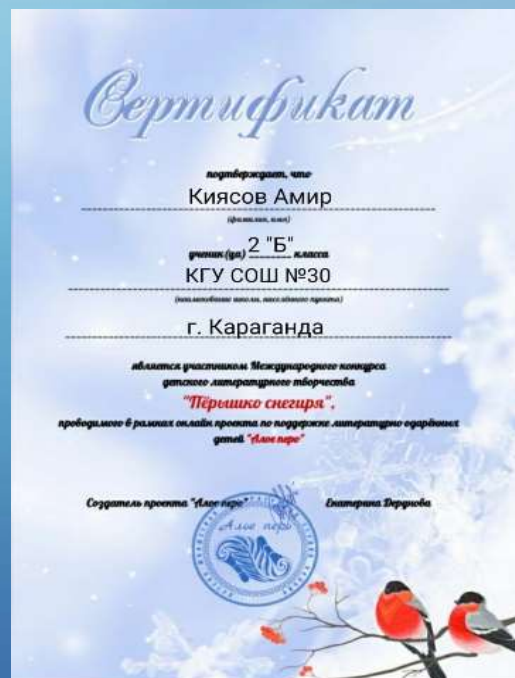 Сертификат
подтверждает, что
Киясов Амир
(фамилия, имя)
ученик (ца) 2 "Б" класса
КГУ СОШ №30
(наименование школы, населённого пункта)
г. Караганда
является участником Международного конкурса
детского литературного творчества
"Пёрышко снегиря",
проводимого в рамках онлайн проекта по поддержке литературно одарённых
детей "Алое перо"
Создатель проекта "Алое перо" Екатерина Дерунова
Алое перо